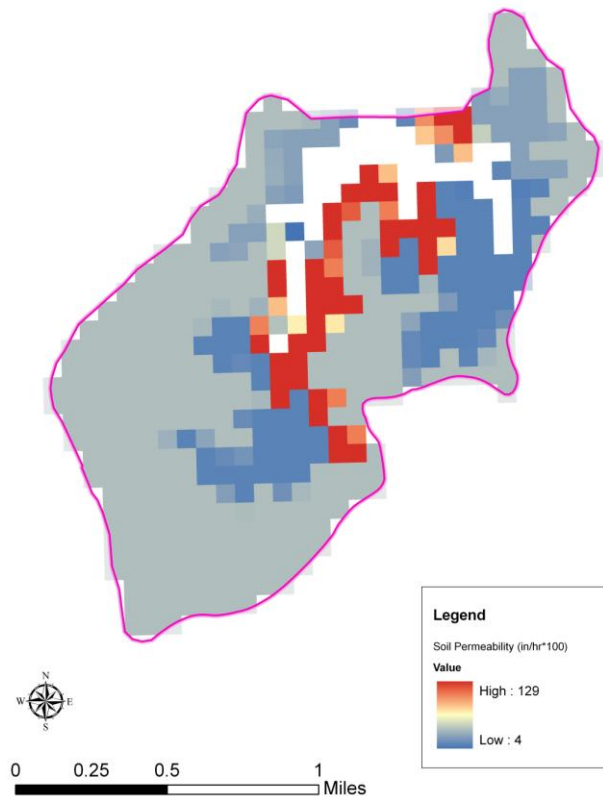 Legend
Soil Permeability (in/hr*100)
Value
High : 129
Low : 4
N
W E
S
0 0.25 0.5 1
Miles